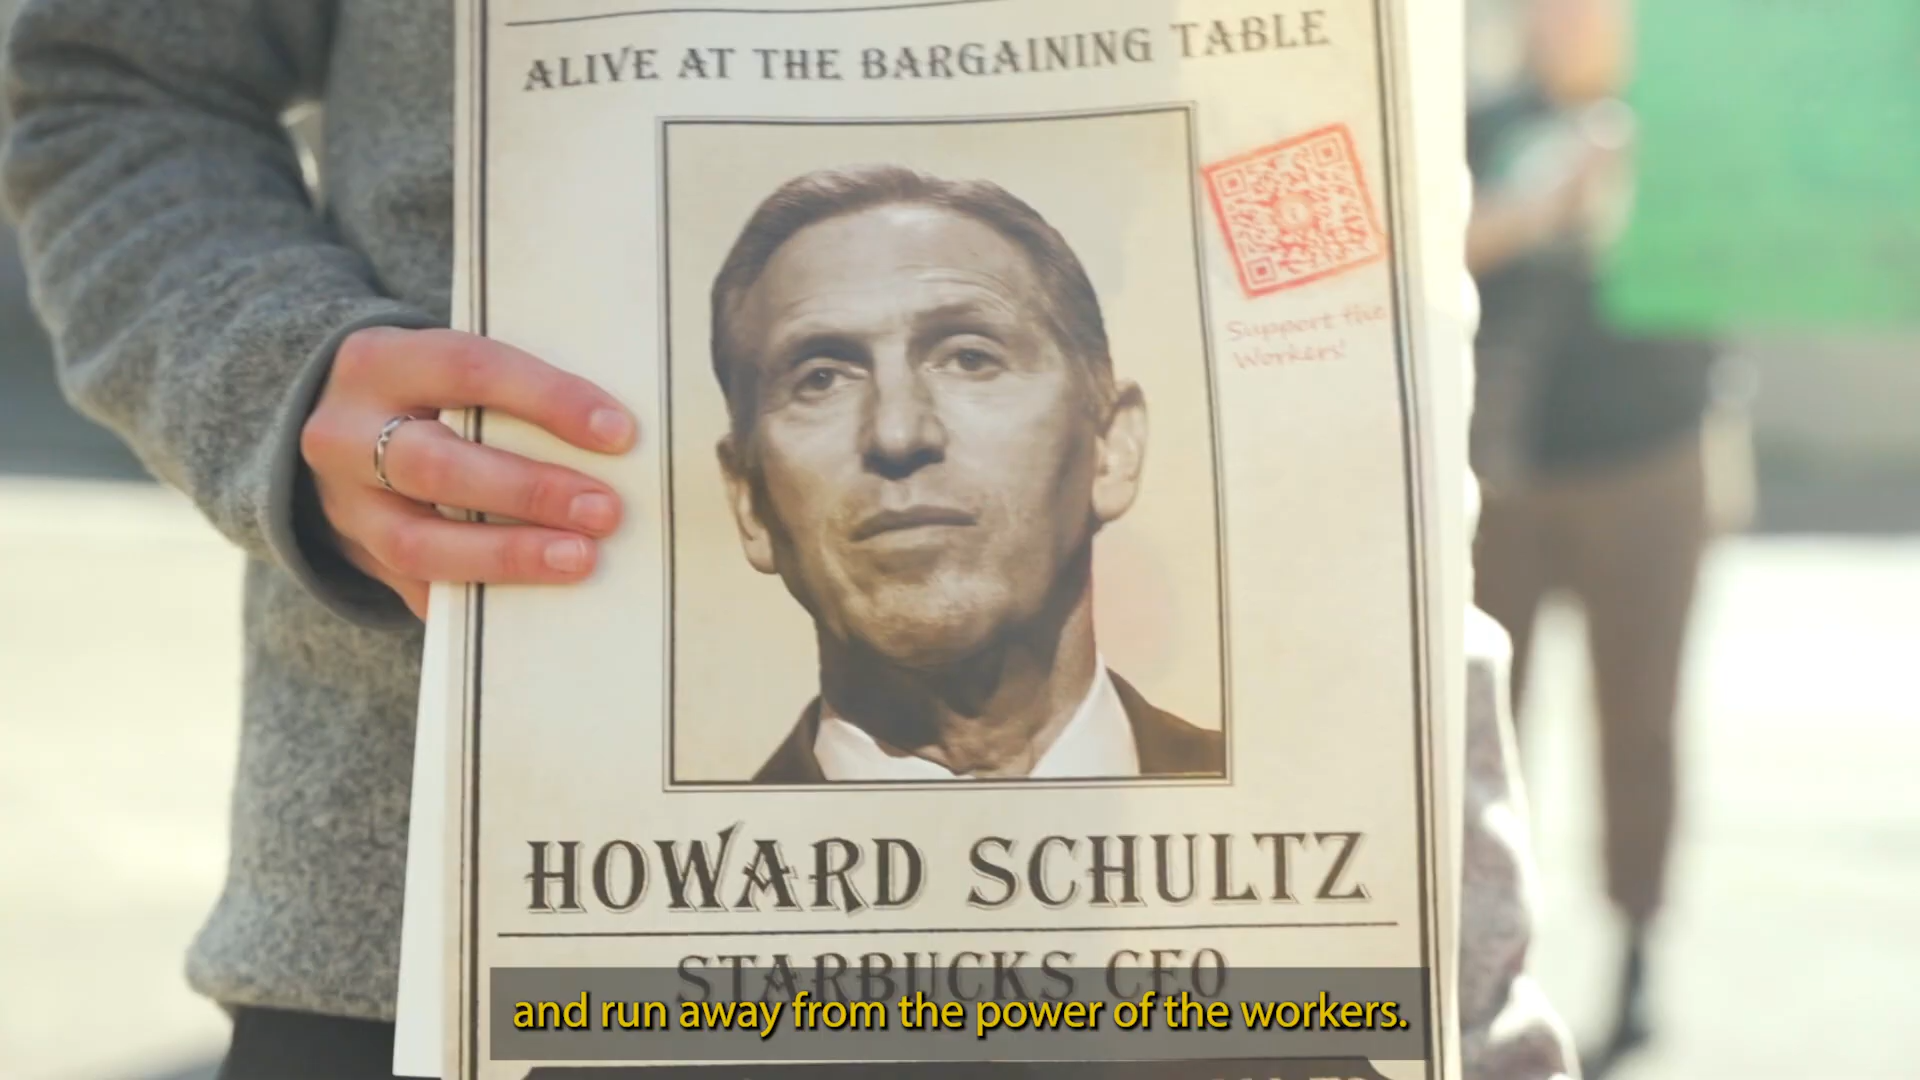 ALIVE AT THE BARGAINING TABLE
Support the
Workers!
HOWARD SCHULTZ
STARBUCKS CEO
and run away from the power of the workers.